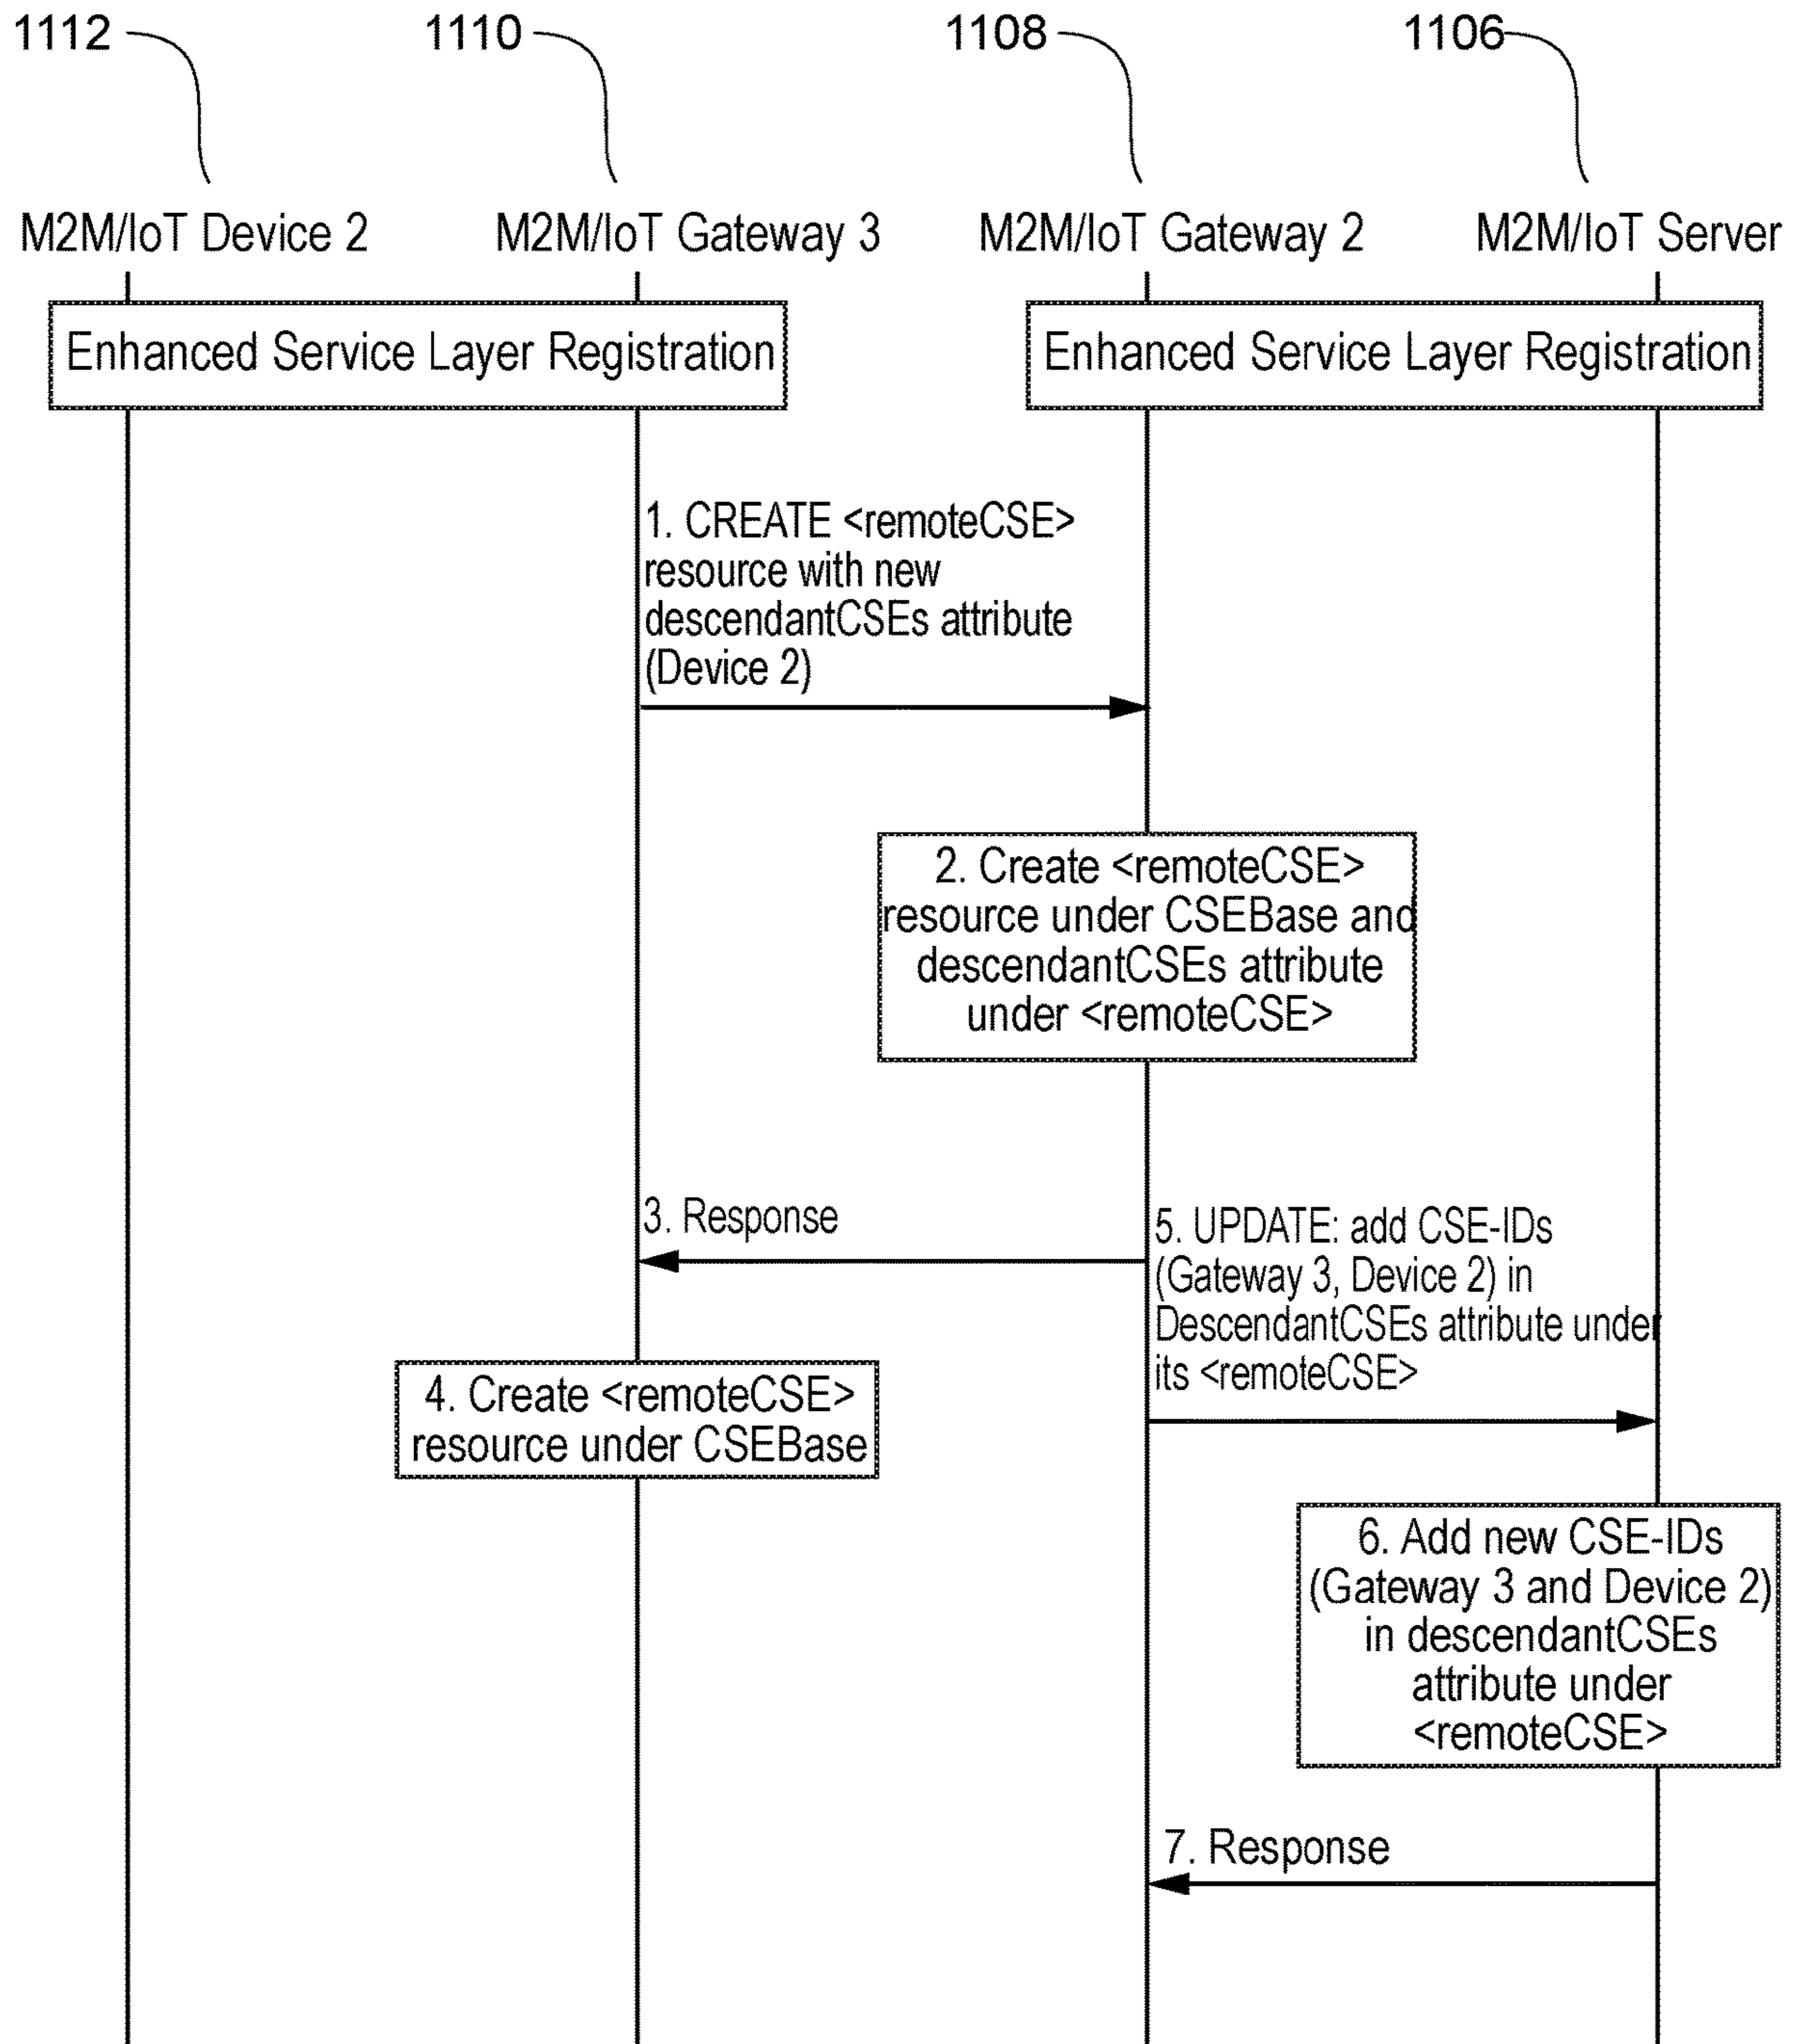 1112
1110
1108
1106
M2M/IoT Device 2
M2M/IoT Gateway 3
M2M/IoT Gateway 2
M2M/IoT Server
Enhanced Service Layer Registration
Enhanced Service Layer Registration
1. CREATE <remoteCSE>
resource with new
descendantCSEs attribute
(Device 2)
2. Create <remoteCSE>
resource under CSEBase and
descendantCSEs attribute
under <remoteCSE>
3. Response
4. Create <remoteCSE>
resource under CSEBase
5. UPDATE: add CSE-IDs
(Gateway 3, Device 2) in
DescendantCSEs attribute under
its <remoteCSE>
6. Add new CSE-IDs
(Gateway 3 and Device 2)
in descendantCSEs
attribute under
<remoteCSE>
7. Response